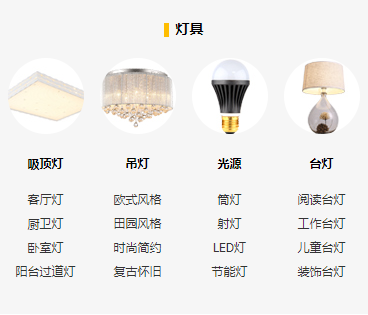 灯具
吸顶灯 吊灯 光源 台灯
客厅灯 欧式风格 筒灯 阅读台灯
厨卫灯 田园风格 射灯 工作台灯
卧室灯 时尚简约 LED灯 儿童台灯
阳台过道灯 复古怀旧 节能灯 装饰台灯